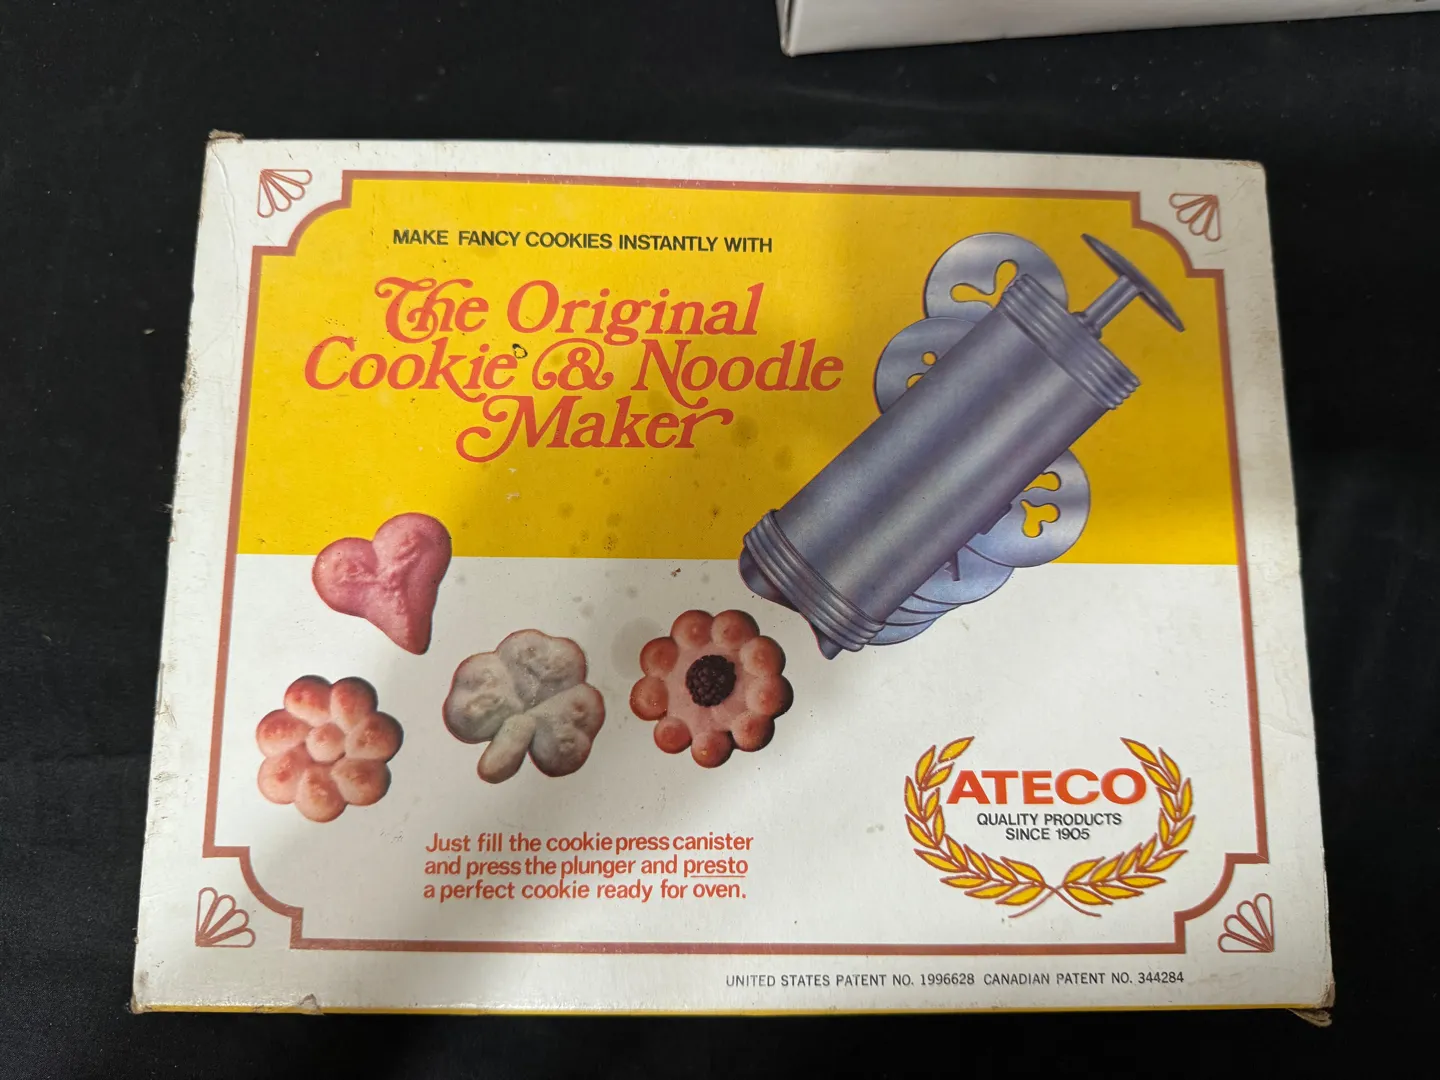 MAKE FANCY COOKIES INSTANTLY WITH
The Original
Cookie & Noodle
Maker
Just fill the cookie press canister
and press the plunger and presto
a perfect cookie ready for oven.
ATECO
QUALITY PRODUCTS
SINCE 1905
UNITED STATES PATENT NO. 1996628 CANADIAN PATENT NO. 344284